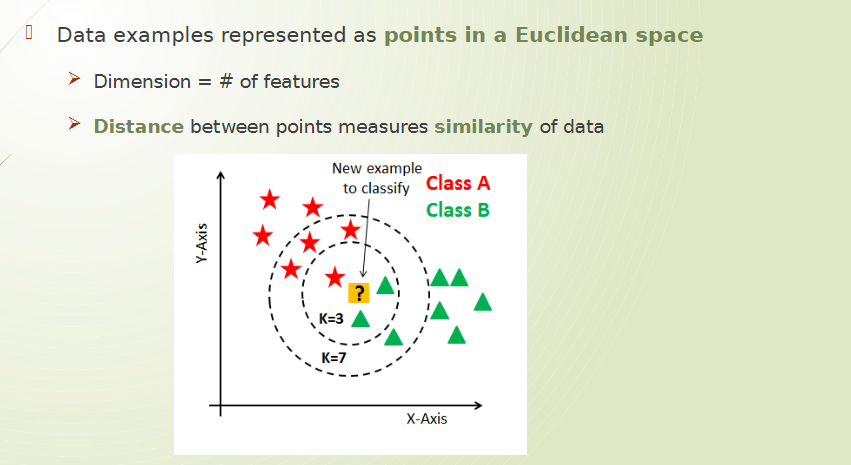 Data examples represented as points in a Euclidean space
Dimension = # of features
Distance between points measures similarity of data
New example
to classify
Class A
Class B
Y-Axis
?
K=3
K=7
X-Axis